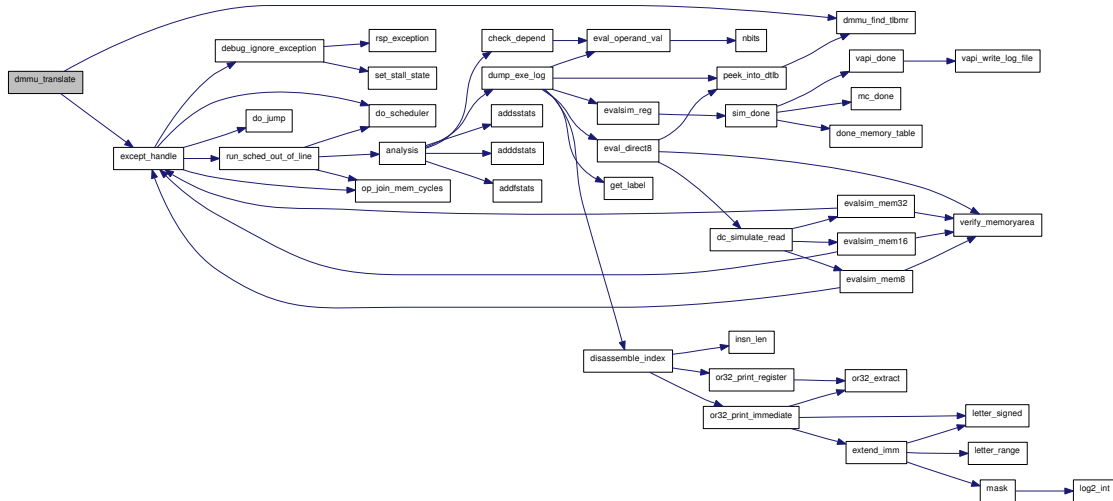 dmmu_translate
dmmu_find_tlbmr
except_handle
debug_ignore_exception
rsp_exception
set_stall_state
do_jump
do_scheduler
run_sched_out_of_line
analysis
op_join_mem_cycles
check_depend
dump_exe_log
addsstats
adddstats
addfstats
eval_operand_val
nbits
evalsim_reg
eval_direct8
get_label
peek_into_dtlb
sim_done
vapi_done
vapi_write_log_file
mc_done
done_memory_table
dc_simulate_read
evalsim_mem32
evalsim_mem16
evalsim_mem8
verify_memoryarea
disassemble_index
insn_len
or32_print_register
or32_print_immediate
or32_extract
letter_signed
extend_imm
letter_range
mask
log2_int